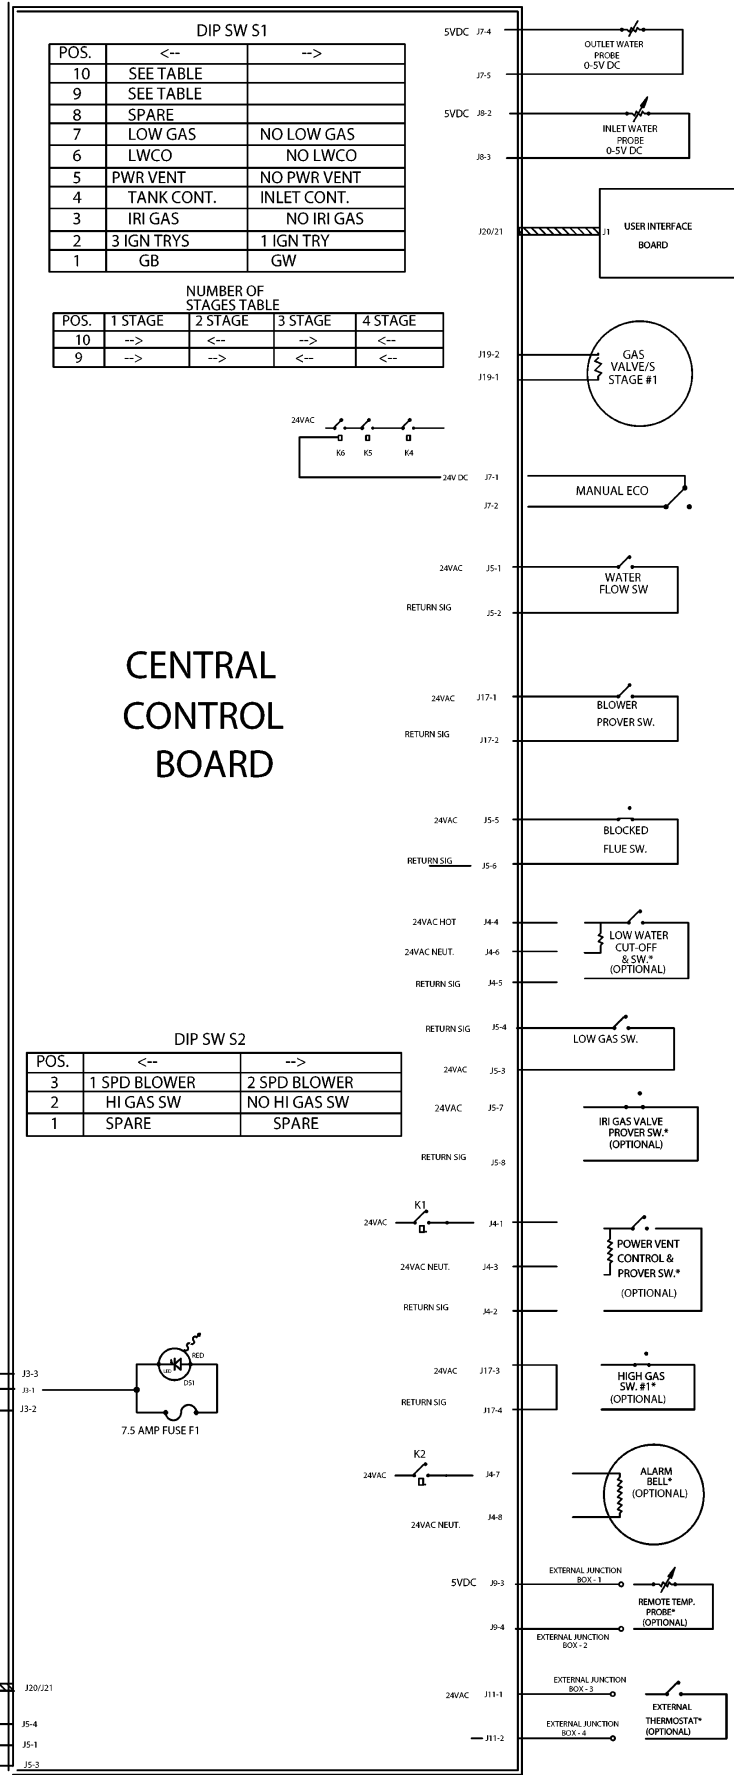 DIP SW S1
POS. <-- -->
10 SEE TABLE
9 SEE TABLE
8 SPARE
7 LOW GAS NO LOW GAS
6 LWCO NO LWCO
5 PWR VENT NO PWR VENT
4 TANK CONT. INLET CONT.
3 IRI GAS NO IRI GAS
2 3 IGN TRYS 1 IGN TRY
1 GB GW
NUMBER OF
STAGES TABLE
POS. 1 STAGE 2 STAGE 3 STAGE 4 STAGE
10 --> <-- --> <--
9 --> --> <-- <--
5VDC J7-4
OUTLET WATER
PROBE
0-5V DC
J7-5
5VDC J8-2
INLET WATER
PROBE
0-5V DC
J8-3
J20/21 J1
USER INTERFACE
BOARD
J19-2
J19-1
GAS
VALVE/S
STAGE #1
24VAC
K6 K5 K4
24V DC J7-1
MANUAL ECO
J7-2
24VAC J5-1
WATER
FLOW SW
RETURN SIG J5-2
CENTRAL
CONTROL
BOARD
24VAC J17-1
BLOWER
PROVER SW.
RETURN SIG J17-2
24VAC J5-5
BLOCKED
FLUE SW.
RETURN SIG J5-6
24VAC HOT J4-4
24VAC NEUT. J4-6
RETURN SIG J4-5
LOW WATER
CUT-OFF
& SW.*
(OPTIONAL)
RETURN SIG J5-4
LOW GAS SW.
24VAC J5-3
DIP SW S2
POS. <-- -->
3 1 SPD BLOWER 2 SPD BLOWER
2 HI GAS SW NO HI GAS SW
1 SPARE SPARE
24VAC J5-7
IRI GAS VALVE
PROVER SW.*
(OPTIONAL)
RETURN SIG J5-8
K1
24VAC J4-1
24VAC NEUT. J4-3
RETURN SIG J4-2
POWER VENT
CONTROL &
PROVER SW.*
(OPTIONAL)
J3-3
J3-1
J3-2
RED
LED
DS1
7.5 AMP FUSE F1
24VAC J17-3
RETURN SIG J17-4
HIGH GAS
SW. #1*
(OPTIONAL)
K2
24VAC J4-7
24VAC NEUT. J4-8
ALARM
BELL*
(OPTIONAL)
5VDC J9-3
EXTERNAL JUNCTION
BOX - 1
REMOTE TEMP.
PROBE*
(OPTIONAL)
J9-4
EXTERNAL JUNCTION
BOX - 2
J20/J21
J5-4
J5-1
J5-3
24VAC J11-1
EXTERNAL JUNCTION
BOX - 3
EXTERNAL
THERMOSTAT*
(OPTIONAL)
J11-2
EXTERNAL JUNCTION
BOX - 4